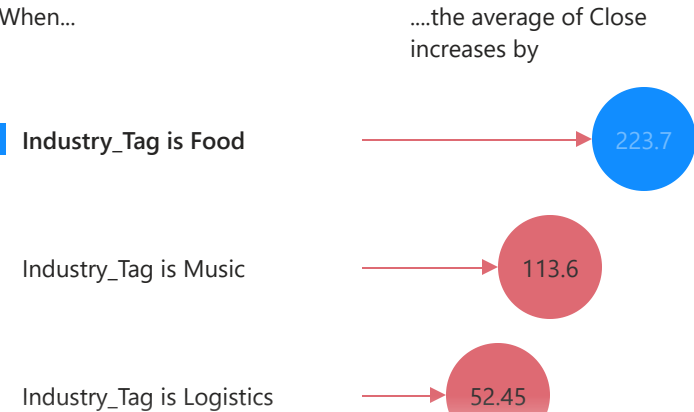 When...
....the average of Close
increases by
Industry_Tag is Food
223.7
Industry_Tag is Music
113.6
Industry_Tag is Logistics
52.45